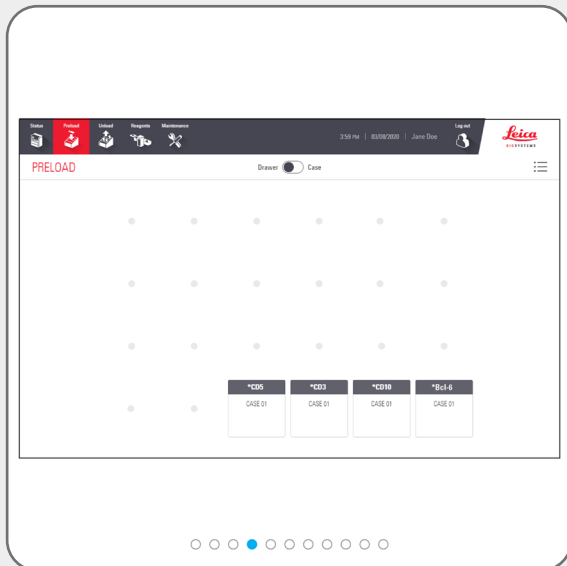 Status Preload Unload Reagents Maintenance
3:59 PM | 03/09/2020 | Jane Doe
Log out
Leica
BIOSYSTEMS
PRELOAD
Drawer Case
*CD5 *CD3 *CD10 *Bcl-6
CASE 01 CASE 01 CASE 01 CASE 01